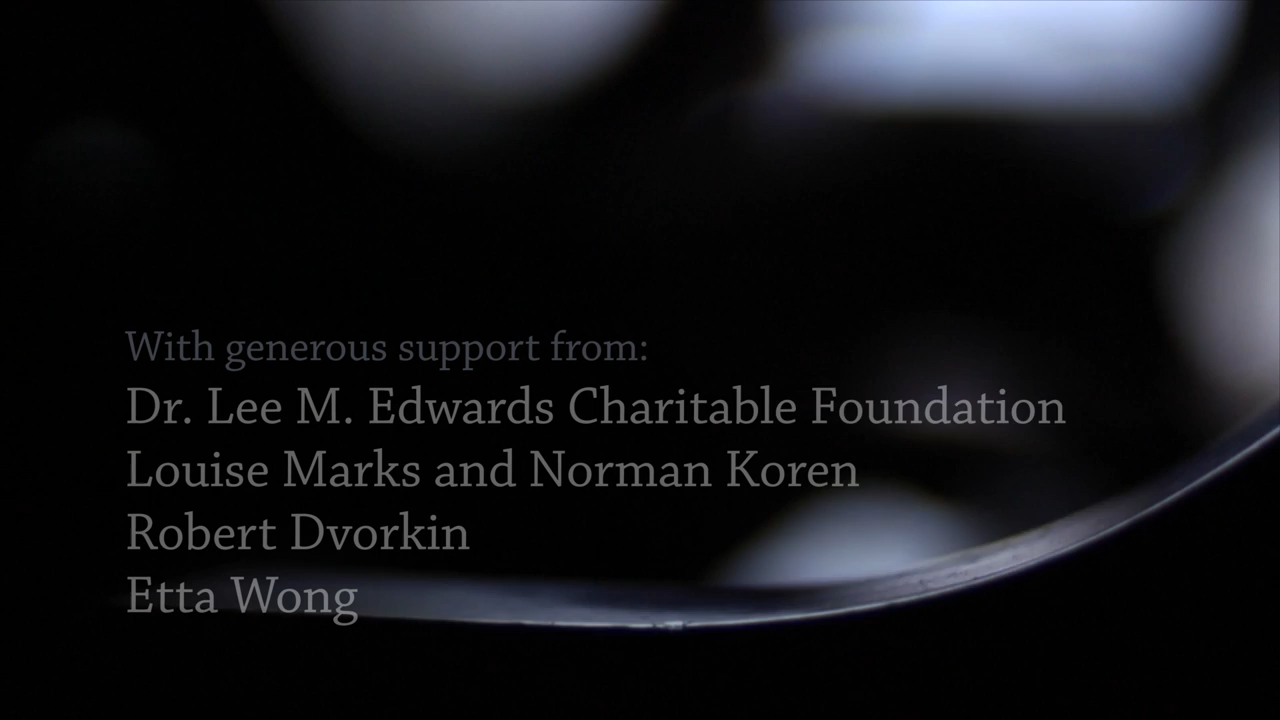 With generous support from:
Dr. Lee M. Edwards Charitable Foundation
Louise Marks and Norman Koren
Robert Dvorkin
Etta Wong